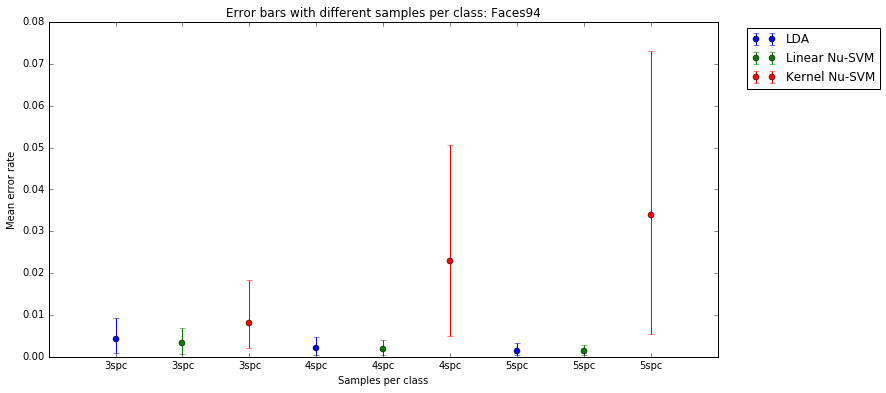 Error bars with different samples per class: Faces94
0.08
0.07
0.06
0.05
0.04
0.03
0.02
0.01
0.00
Mean error rate
3spc 3spc 3spc 4spc 4spc 4spc 5spc 5spc 5spc
Samples per class
LDA
Linear Nu-SVM
Kernel Nu-SVM